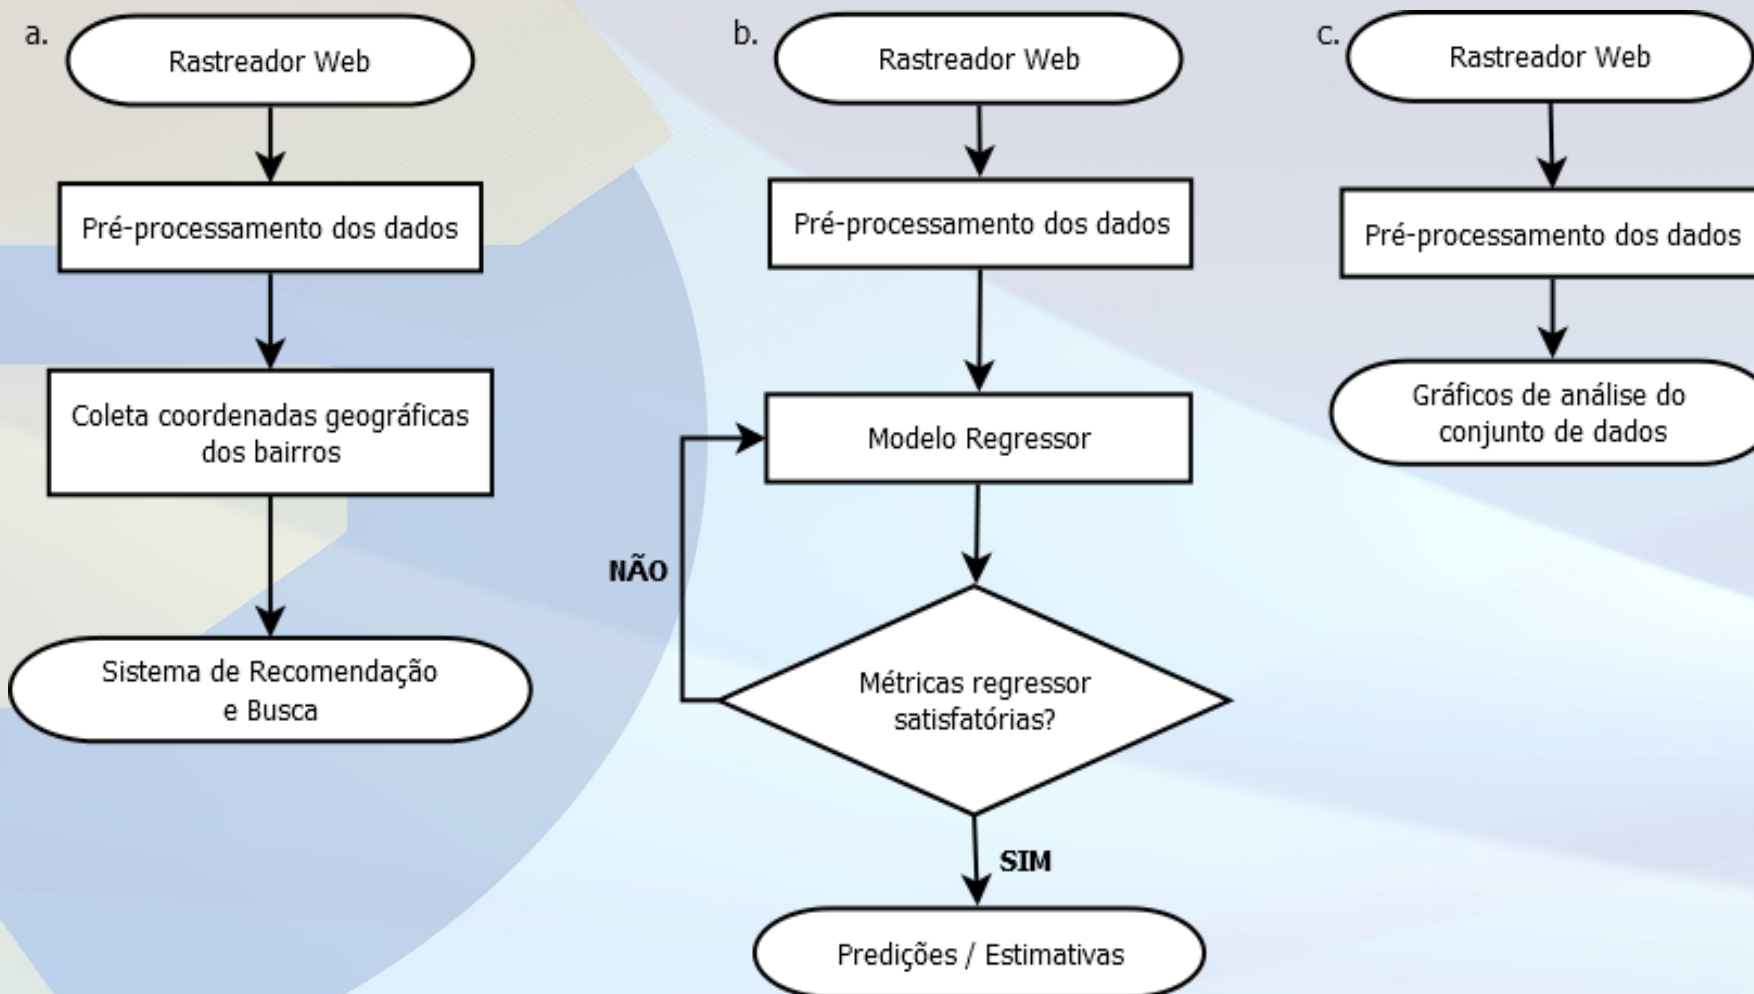 a.
Rastreador Web
Pré-processamento dos dados
Coleta coordenadas geográficas
dos bairros
Sistema de Recomendação
e Busca
b.
Rastreador Web
Pré-processamento dos dados
Modelo Regressor
NÃO
Métricas regressor
satisfatórias?
SIM
Predições / Estimativas
c.
Rastreador Web
Pré-processamento dos dados
Gráficos de análise do
conjunto de dados